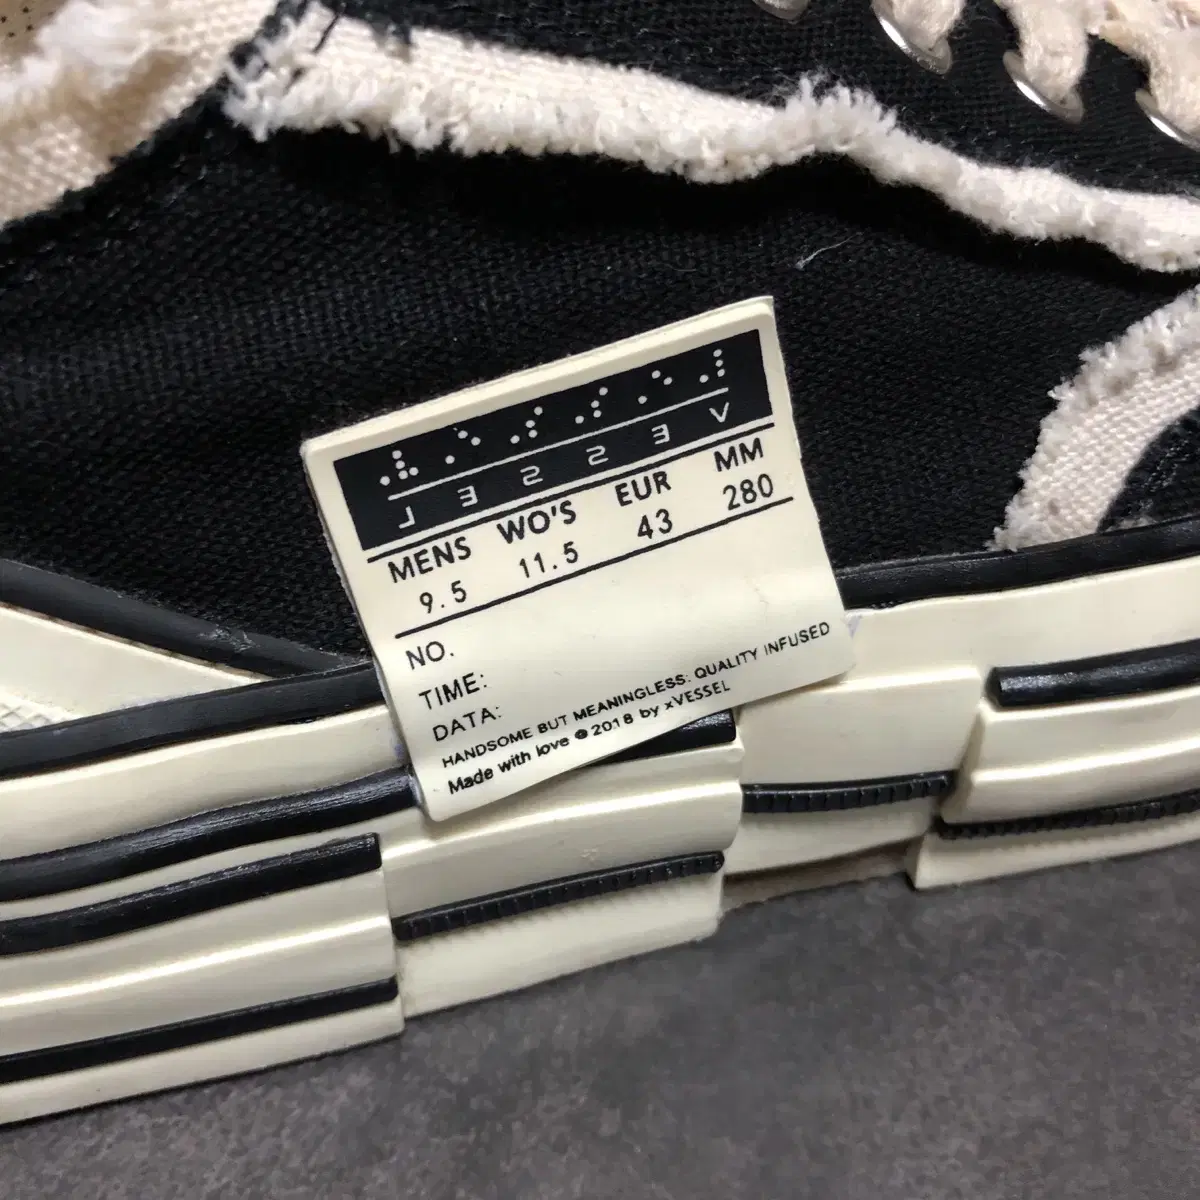 ⠧⠑⠎⠎⠑⠇
VESSEL
MENS WO'S EUR MM
9.5 11.5 43 280
NO.
TIME:
DATA:
HANDSOME BUT MEANINGLESS. QUALITY INFUSED
Made with love © 2018 by xVESSEL